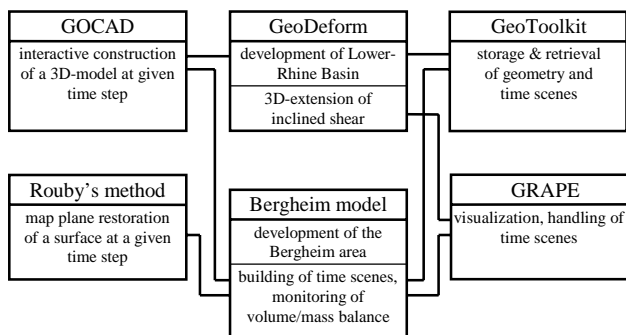 GOCAD
interactive construction
of a 3D-model at given
time step
GeoDeform
development of Lower-
Rhine Basin
3D-extension of
inclined shear
GeoToolkit
storage & retrieval
of geometry and
time scenes
Rouby's method
map plane restoration
of a surface at a given
time step
Bergheim model
development of the
Bergheim area
building of time scenes,
monitoring of
volume/mass balance
GRAPE
visualization, handling of
time scenes